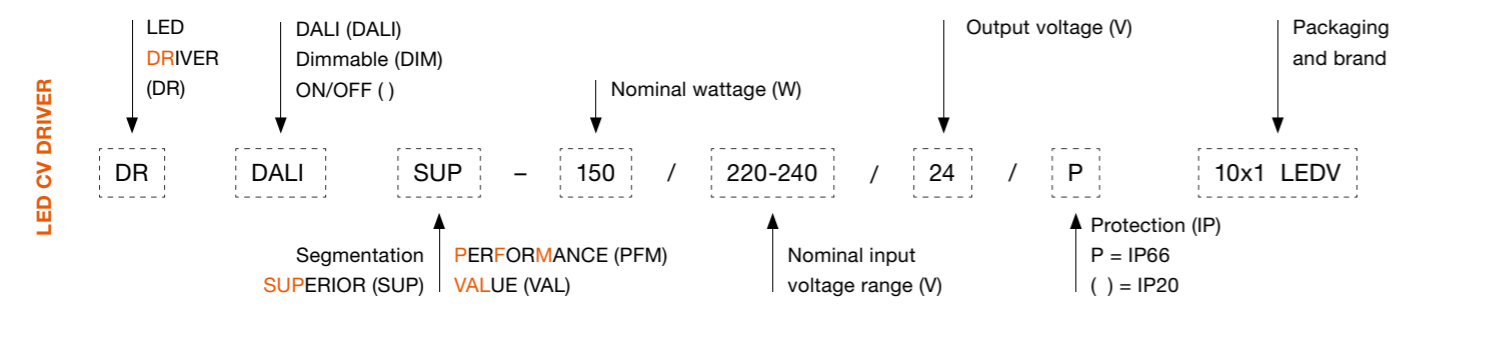 LED CV DRIVER
LED
DRIVER
(DR)
DALI (DALI)
Dimmable (DIM)
ON/OFF ( )
Nominal wattage (W)
Output voltage (V)
Packaging
and brand
DR DALI SUP – 150 / 220-240 / 24 / P 10x1 LEDV
Segmentation
SUPERIOR (SUP)
PERFORMANCE (PFM)
VALUE (VAL)
Nominal input
voltage range (V)
Protection (IP)
P = IP66
( ) = IP20